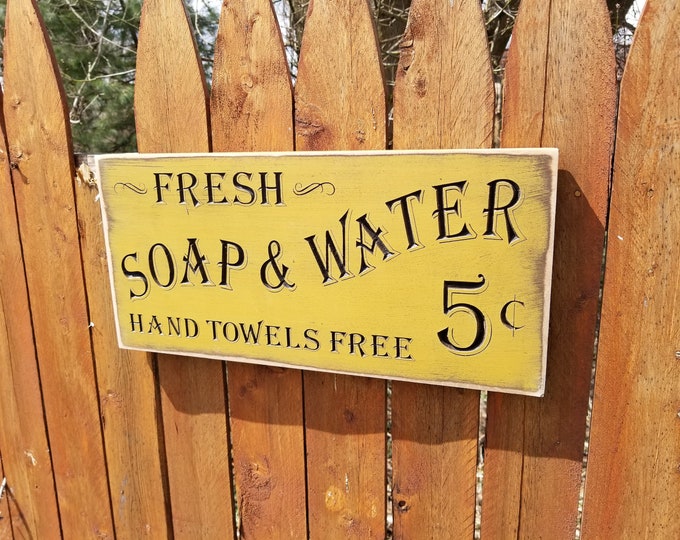 FRESH
SOAP & WATER
HAND TOWELS FREE 5¢